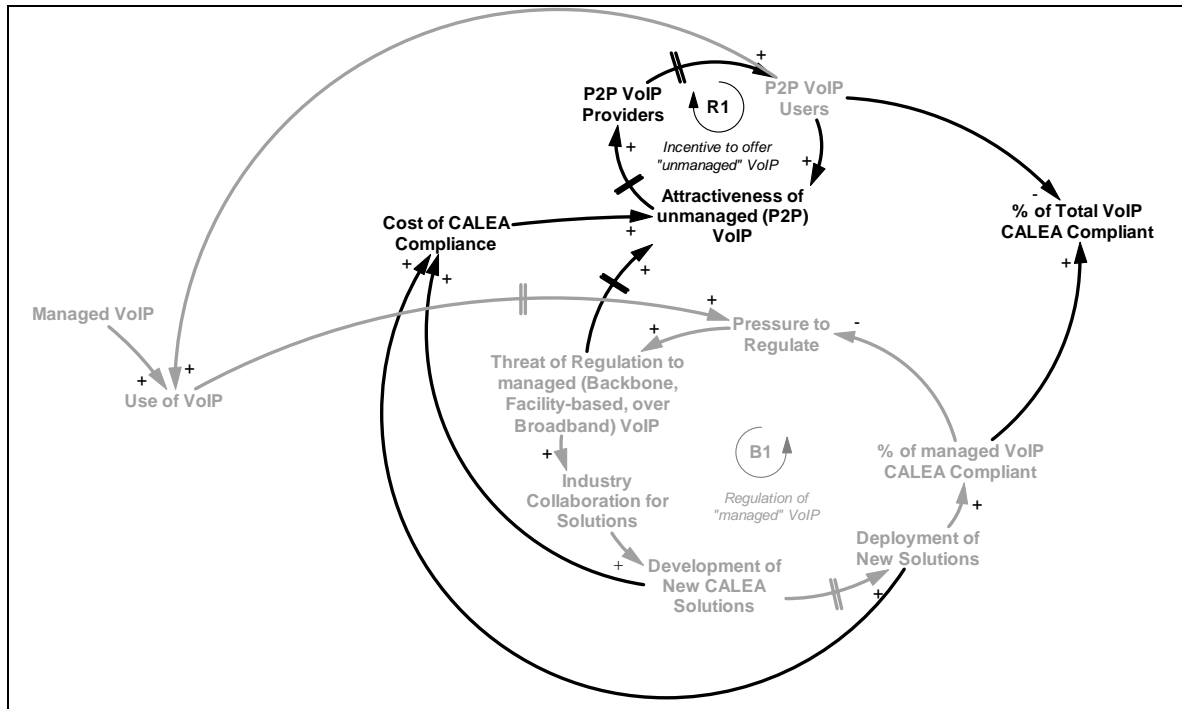 P2P VoIP
Providers
+
R1
+
P2P VoIP
Users
Incentive to offer
"unmanaged" VoIP
+
+
Attractiveness of
unmanaged (P2P)
VoIP
-
% of Total VoIP
CALEA Compliant
+
Cost of CALEA
Compliance
+
+
+
+
Managed VoIP
+
+
Use of VoIP
+
Pressure to
Regulate
-
+
Threat of Regulation to
managed (Backbone,
Facility-based, over
Broadband) VoIP
+
B1
Regulation of
"managed" VoIP
% of managed VoIP
CALEA Compliant
+
Industry
Collaboration for
Solutions
+
Deployment of
New Solutions
+
Development of
New CALEA
Solutions